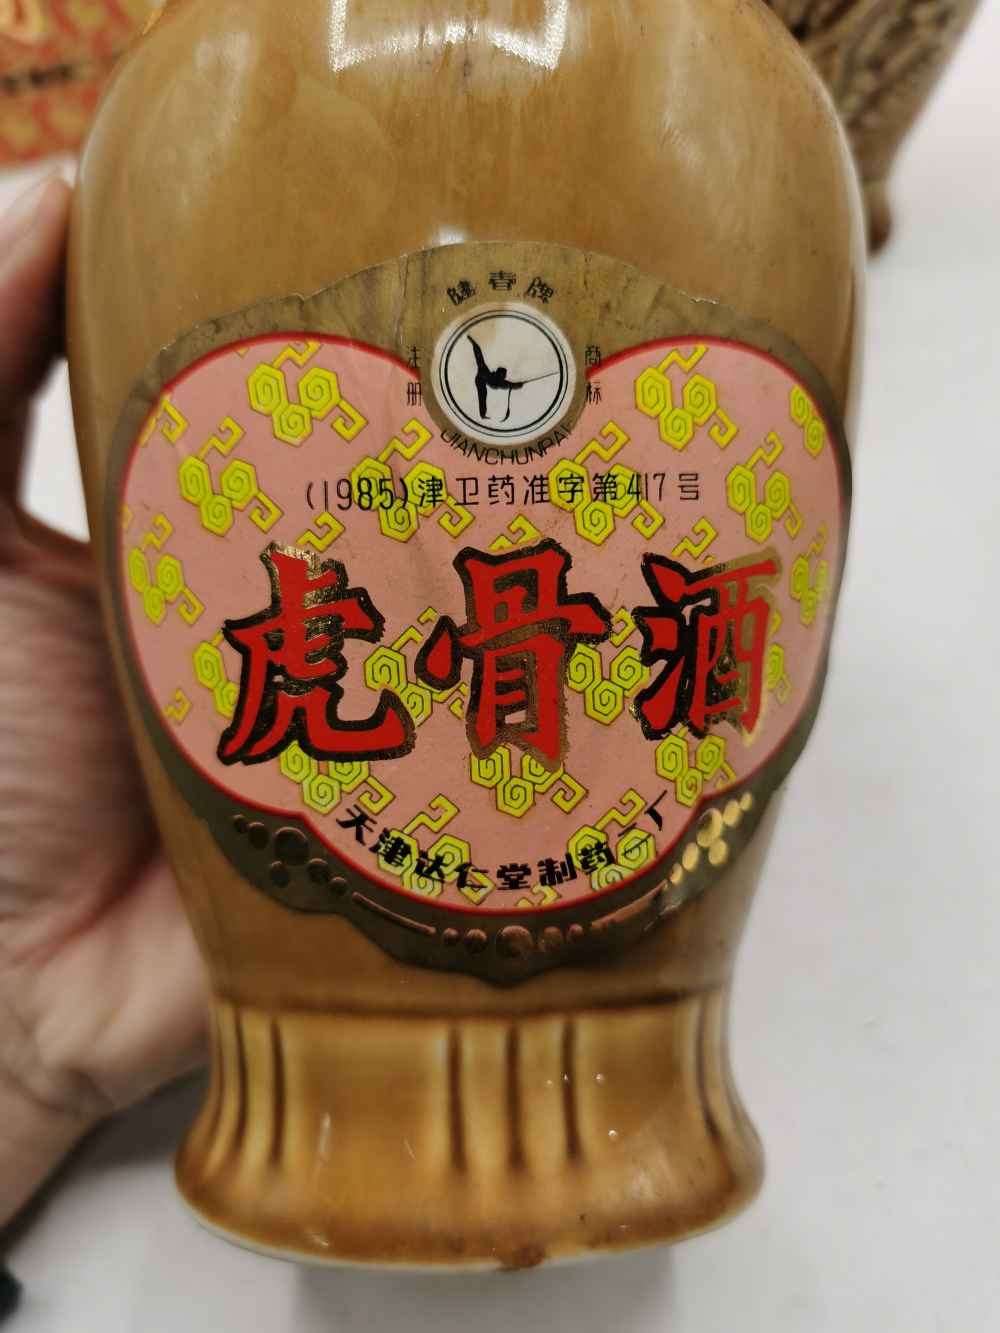 THE
健春牌
注册 商标
JIANCHUNPAI
(1985)津卫药准字第417号
虎骨酒
天津达仁堂制药二厂